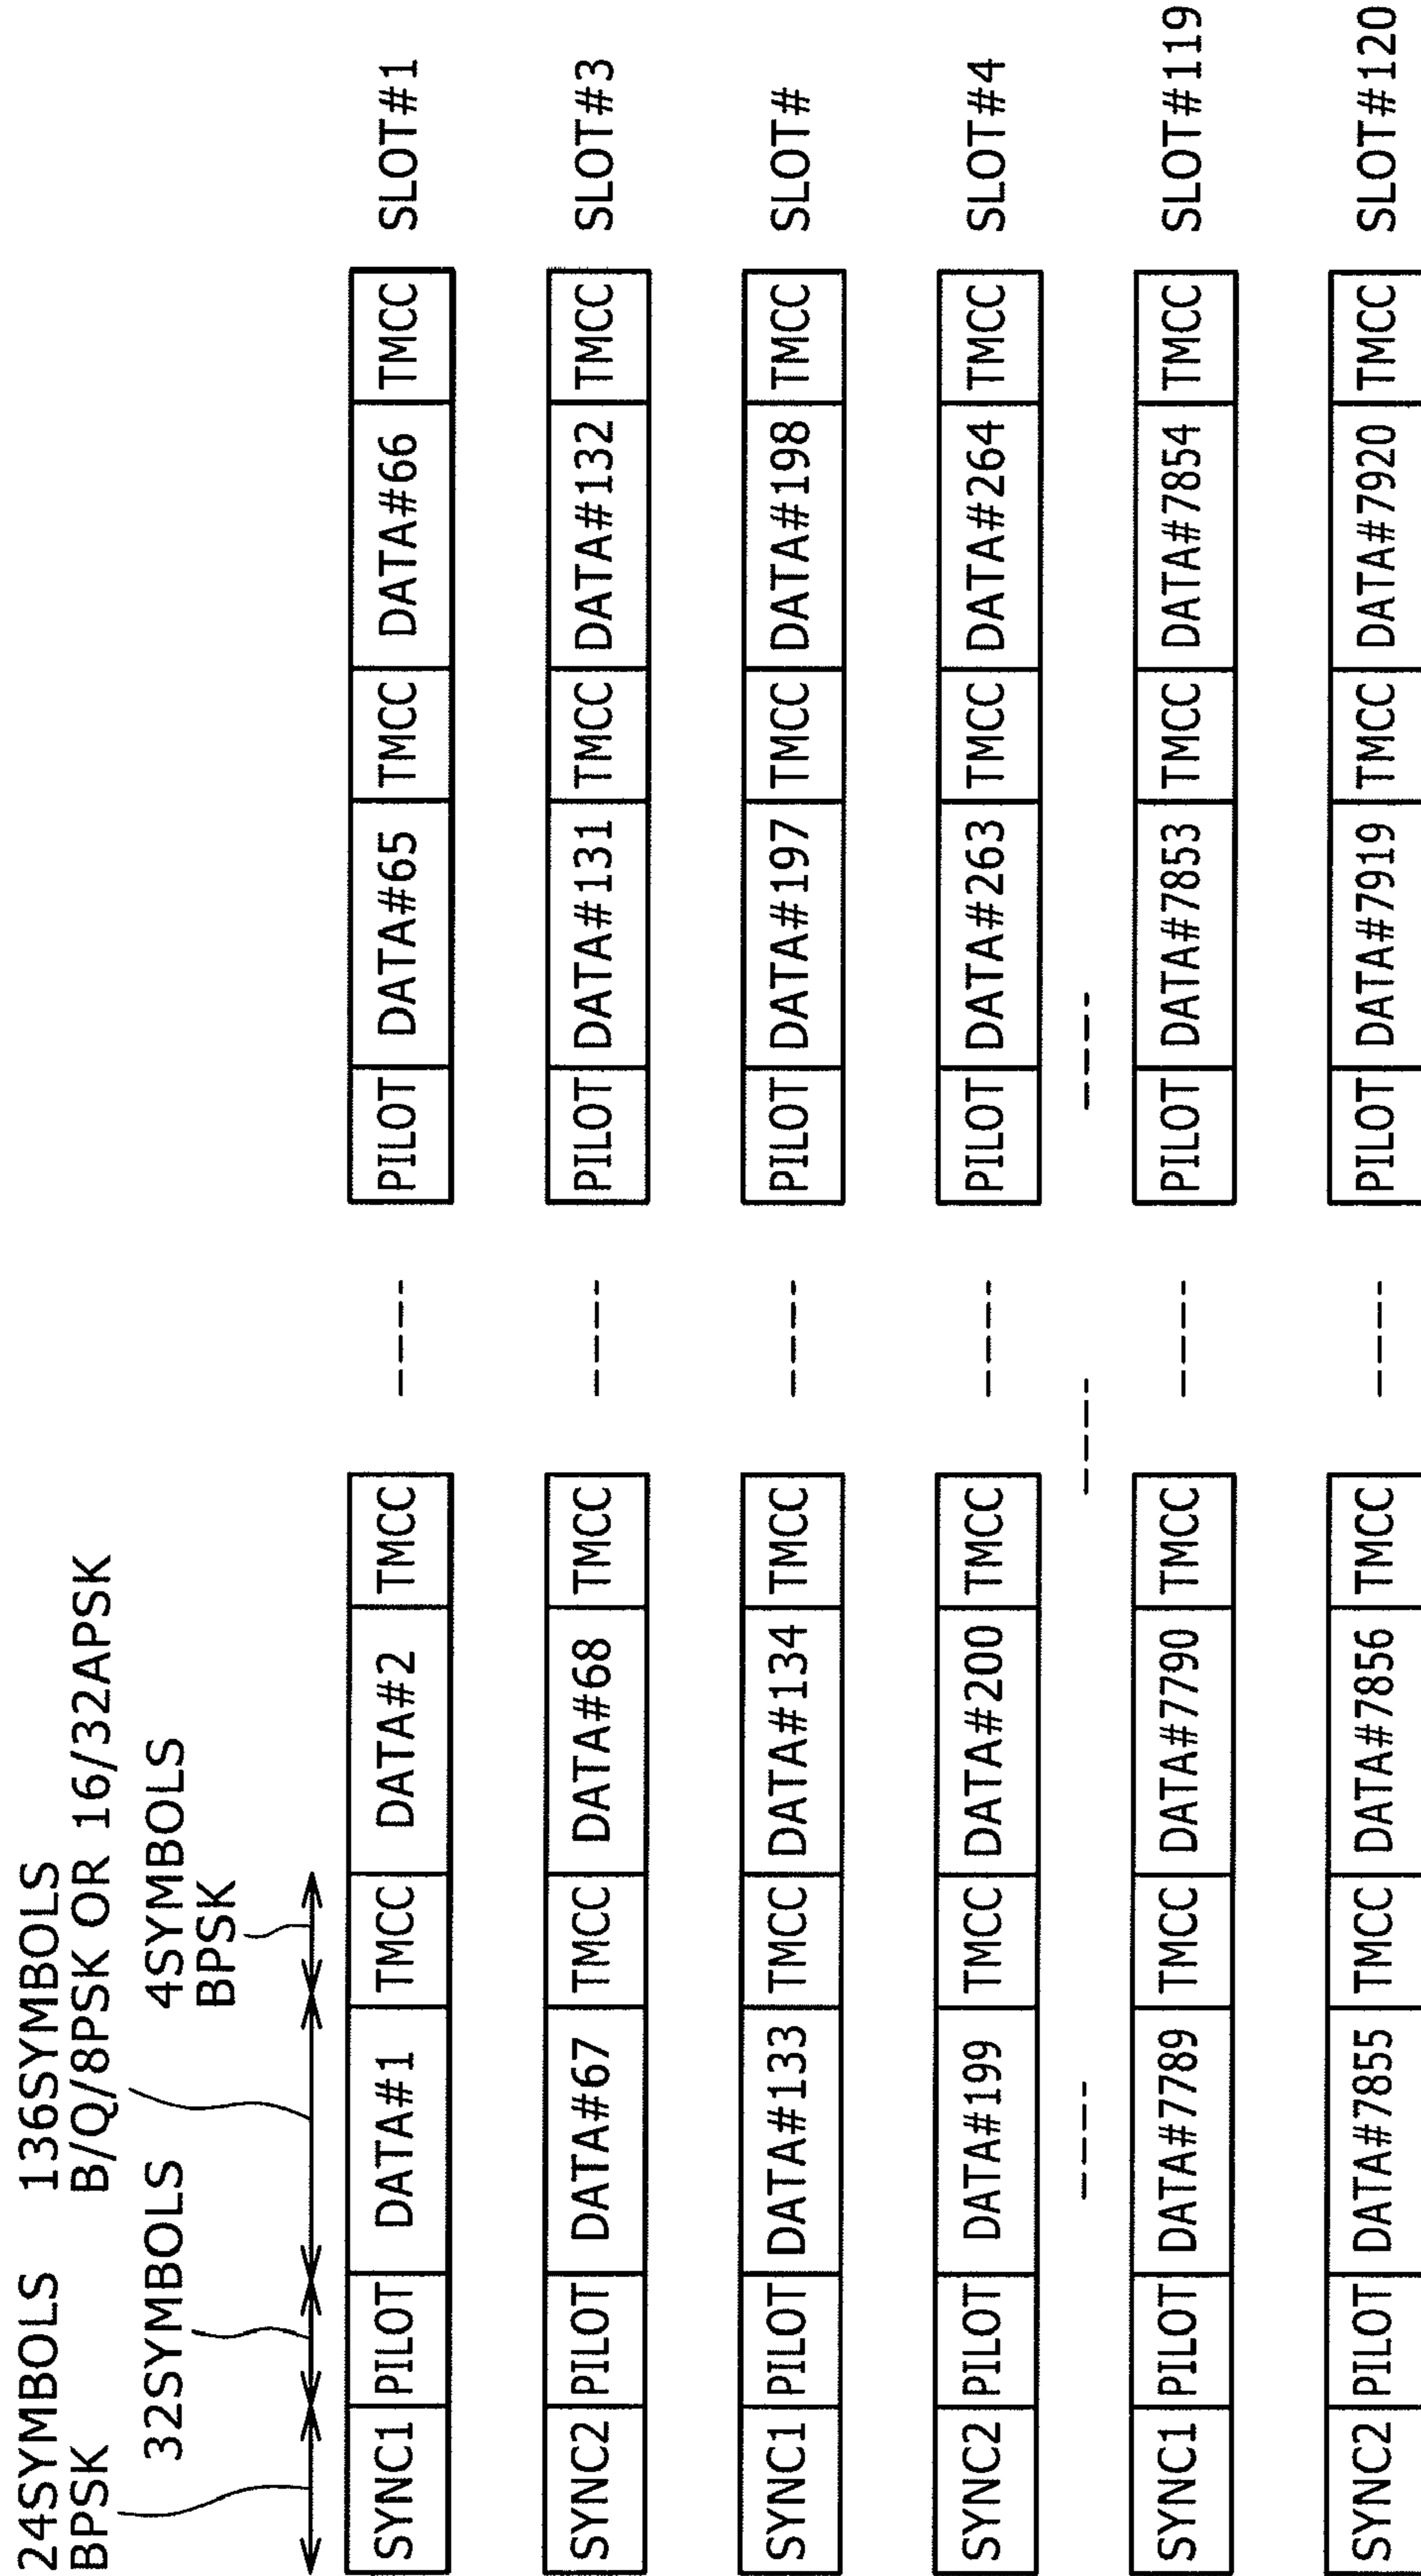 24SYMBOLS
BPSK
32SYMBOLS
136SYMBOLS
B/Q/8PSK OR 16/32APSK
4SYMBOLS
BPSK
SYNC1 PILOT DATA#1 TMCC DATA#2 TMCC ---- PILOT DATA#65 TMCC DATA#66 TMCC SLOT#1
SYNC2 PILOT DATA#67 TMCC DATA#68 TMCC ---- PILOT DATA#131 TMCC DATA#132 TMCC SLOT#3
SYNC1 PILOT DATA#133 TMCC DATA#134 TMCC ---- PILOT DATA#197 TMCC DATA#198 TMCC SLOT#
SYNC2 PILOT DATA#199 TMCC DATA#200 TMCC ---- PILOT DATA#263 TMCC DATA#264 TMCC SLOT#4
SYNC1 PILOT DATA#7789 TMCC DATA#7790 TMCC ---- PILOT DATA#7853 TMCC DATA#7854 TMCC SLOT#119
SYNC2 PILOT DATA#7855 TMCC DATA#7856 TMCC ---- PILOT DATA#7919 TMCC DATA#7920 TMCC SLOT#120